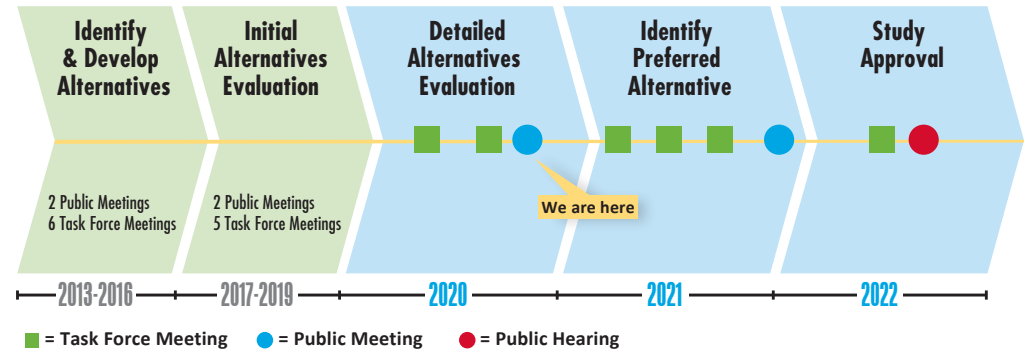 Identify
& Develop
Alternatives
Initial
Alternatives
Evaluation
Detailed
Alternatives
Evaluation
Identify
Preferred
Alternative
Study
Approval
2 Public Meetings
6 Task Force Meetings
2 Public Meetings
5 Task Force Meetings
We are here
2013-2016
2017-2019
2020
2021
2022
= Task Force Meeting
= Public Meeting
= Public Hearing